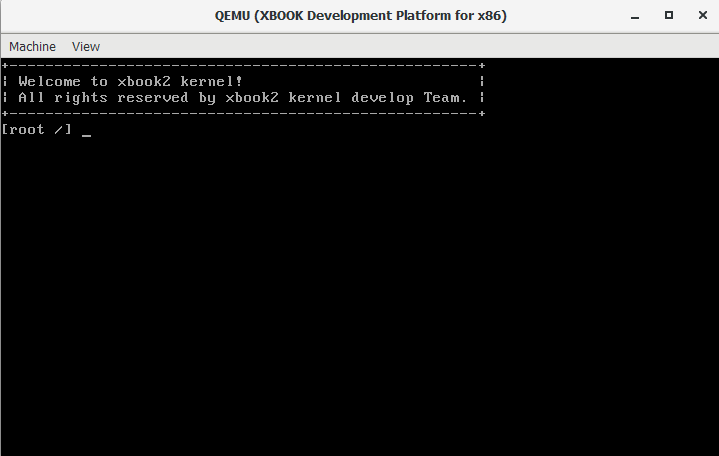 QEMU (XBOOK Development Platform for x86)
Machine View
+----------------------------------------------------+
¦ Welcome to xbook2 kernel! ¦
¦ All rights reserved by xbook2 kernel develop Team. ¦
+----------------------------------------------------+
[root /] _